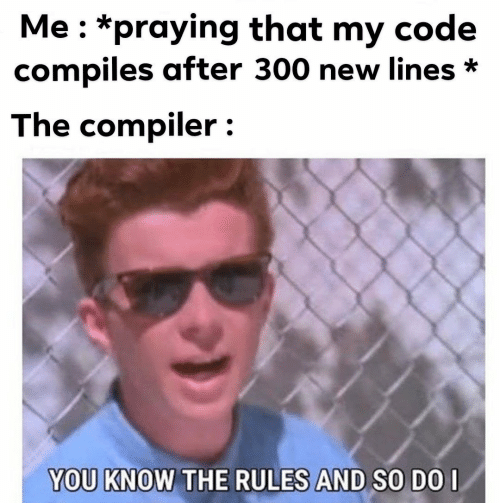 Me : *praying that my code
compiles after 300 new lines *
The compiler :
YOU KNOW THE RULES AND SO DO I